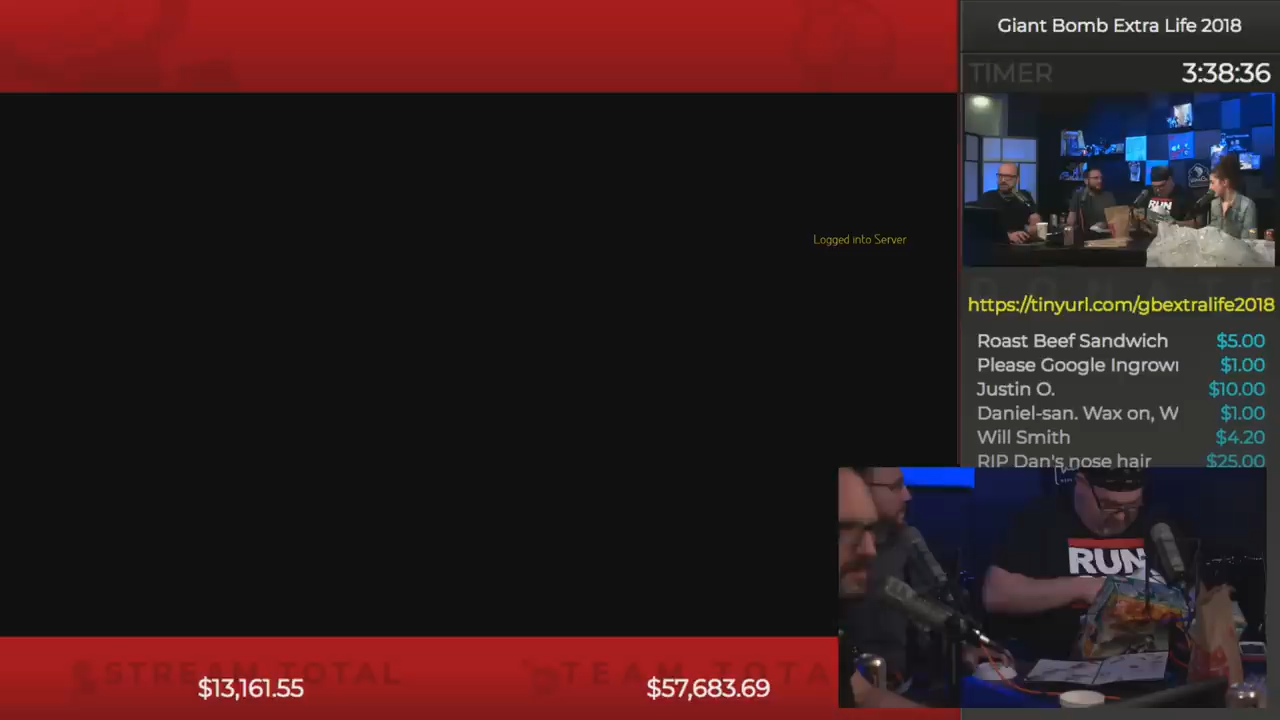 Giant Bomb Extra Life 2018
TIMER
3:38:36
Logged into Server
https://tinyurl.com/gbextralife2018
Roast Beef Sandwich $5.00
Please Google Ingrow $1.00
Justin O. $10.00
Daniel-san. Wax on, W $1.00
Will Smith $4.20
RIP Dan's nose hair $25.00
RUN
RUN
STREAM TOTAL
TEAM TOTA
$13,161.55
$57,683.69